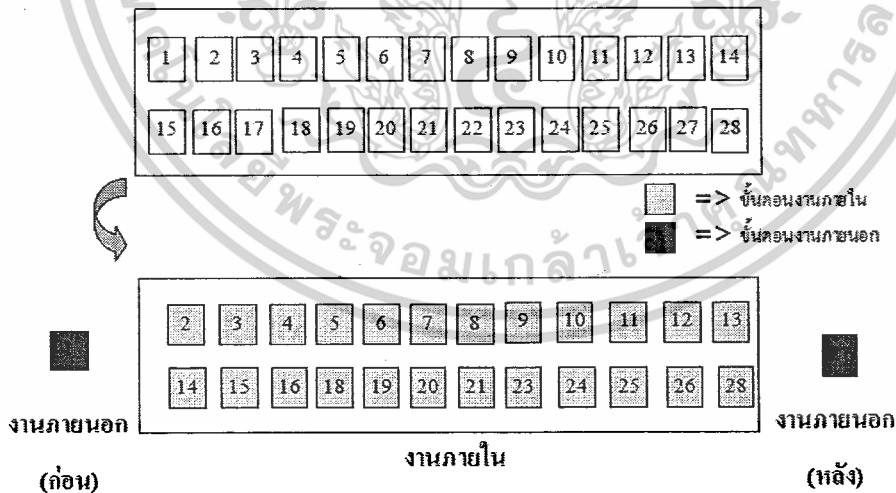 1 2 3 4 5 6 7 8 9 10 11 12 13 14
15 16 17 18 19 20 21 22 23 24 25 26 27 28
=> ขั้นตอนงานภายใน
=> ขั้นตอนงานภายนอก
2 3 4 5 6 7 8 9 10 11 12 13
14 15 16 18 19 20 21 23 24 25 26 28
งานภายนอก
(ก่อน)
งานภายใน
งานภายนอก
(หลัง)